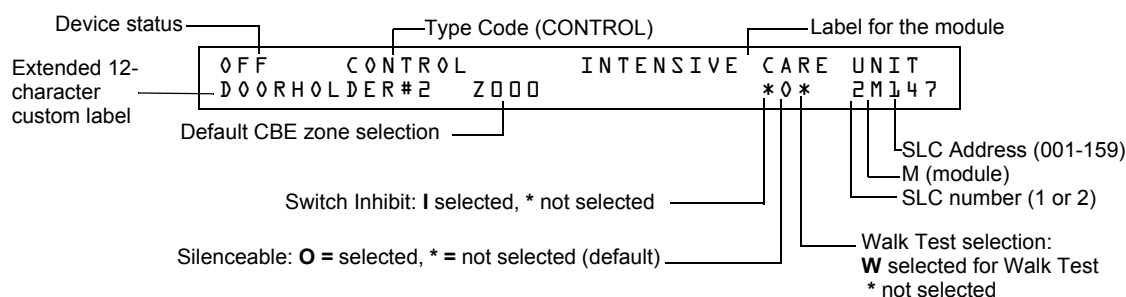 Device status
Type Code (CONTROL)
Label for the module
OFF CONTROL INTENSIVE CARE UNIT
DOORHOLDER#2 Z000 *O* 2M147
Extended 12-
character
custom label
Default CBE zone selection
SLC Address (001-159)
M (module)
SLC number (1 or 2)
Switch Inhibit: I selected, * not selected
Silenceable: O = selected, * = not selected (default)
Walk Test selection:
W selected for Walk Test
* not selected